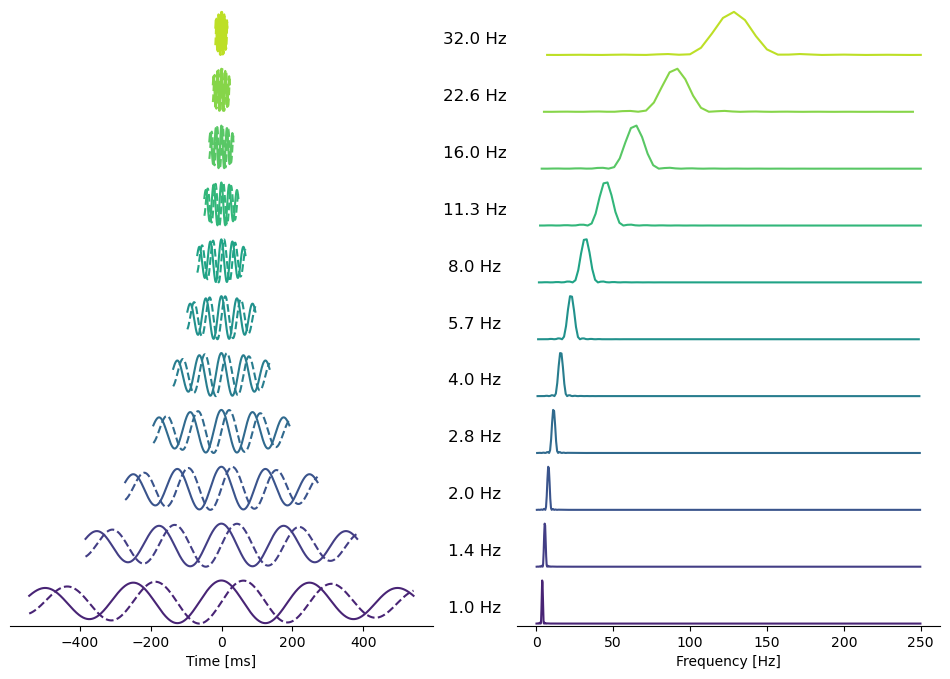 32.0 Hz
22.6 Hz
16.0 Hz
11.3 Hz
8.0 Hz
5.7 Hz
4.0 Hz
2.8 Hz
2.0 Hz
1.4 Hz
1.0 Hz
−400 −200 0 200 400
Time [ms]
0 50 100 150 200 250
Frequency [Hz]